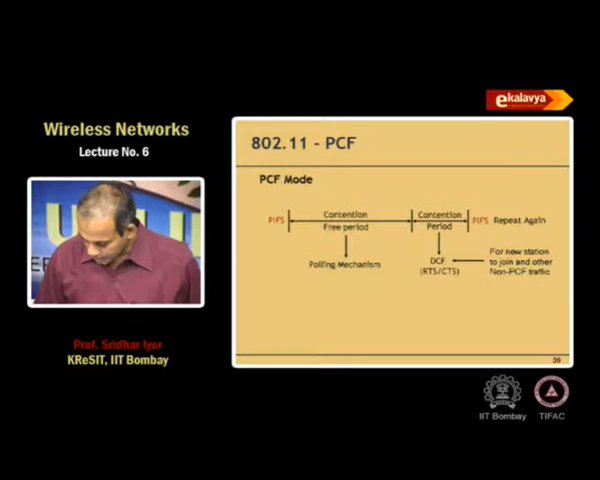 ekalavya
Wireless Networks
Lecture No. 6
802.11 - PCF
PCF Mode
PIFS
Contention
Free period
Contention
Period
PIFS
Repeat Again
Polling Mechanism
DCF
(RTS/CTS)
For new station
to join and other
Non-PCF traffic
39
Prof. Sridhar Iyer
KReSIT, IIT Bombay
IIT Bombay
TIFAC